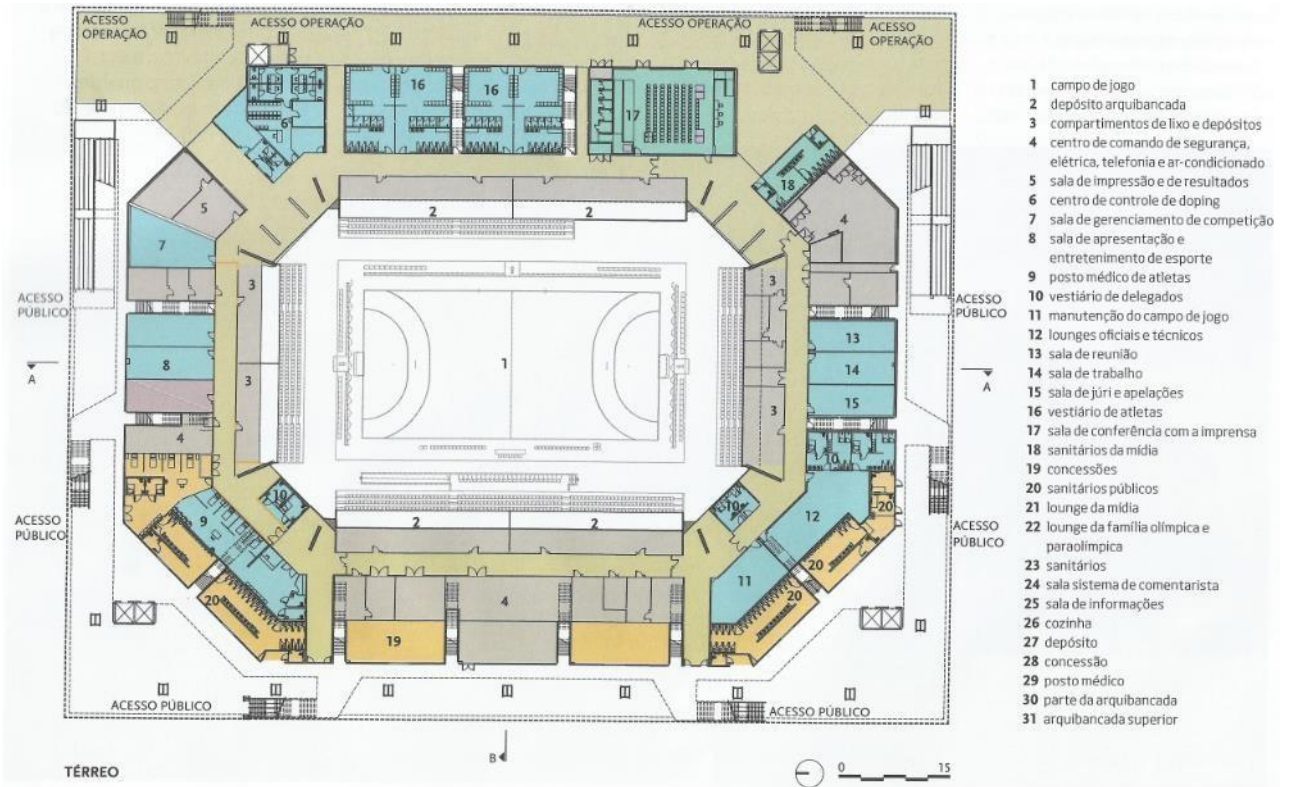 ACESSO
OPERAÇÃO
ACESSO OPERAÇÃO
ACESSO OPERAÇÃO
ACESSO
OPERAÇÃO
16
16
17
6
18
5
2
2
4
7
3
3
ACESSO
PÚBLICO
ACESSO
PÚBLICO
13
8
1
14
A
A
3
3
15
4
10
10
20
9
12
10
ACESSO
PÚBLICO
2
2
ACESSO
PÚBLICO
20
11
20
20
4
19
ACESSO PÚBLICO
ACESSO PÚBLICO
B
TÉRREO
0 15
1 campo de jogo
2 depósito arquibancada
3 compartimentos de lixo e depósitos
4 centro de comando de segurança,
elétrica, telefonia e ar-condicionado
5 sala de impressão e de resultados
6 centro de controle de doping
7 sala de gerenciamento de competição
8 sala de apresentação e
entretenimento de esporte
9 posto médico de atletas
10 vestiário de delegados
11 manutenção do campo de jogo
12 lounges oficiais e técnicos
13 sala de reunião
14 sala de trabalho
15 sala de júri e apelações
16 vestiário de atletas
17 sala de conferência com a imprensa
18 sanitários da mídia
19 concessões
20 sanitários públicos
21 lounge da mídia
22 lounge da família olímpica e
paraolímpica
23 sanitários
24 sala sistema de comentarista
25 sala de informações
26 cozinha
27 depósito
28 concessão
29 posto médico
30 parte da arquibancada
31 arquibancada superior